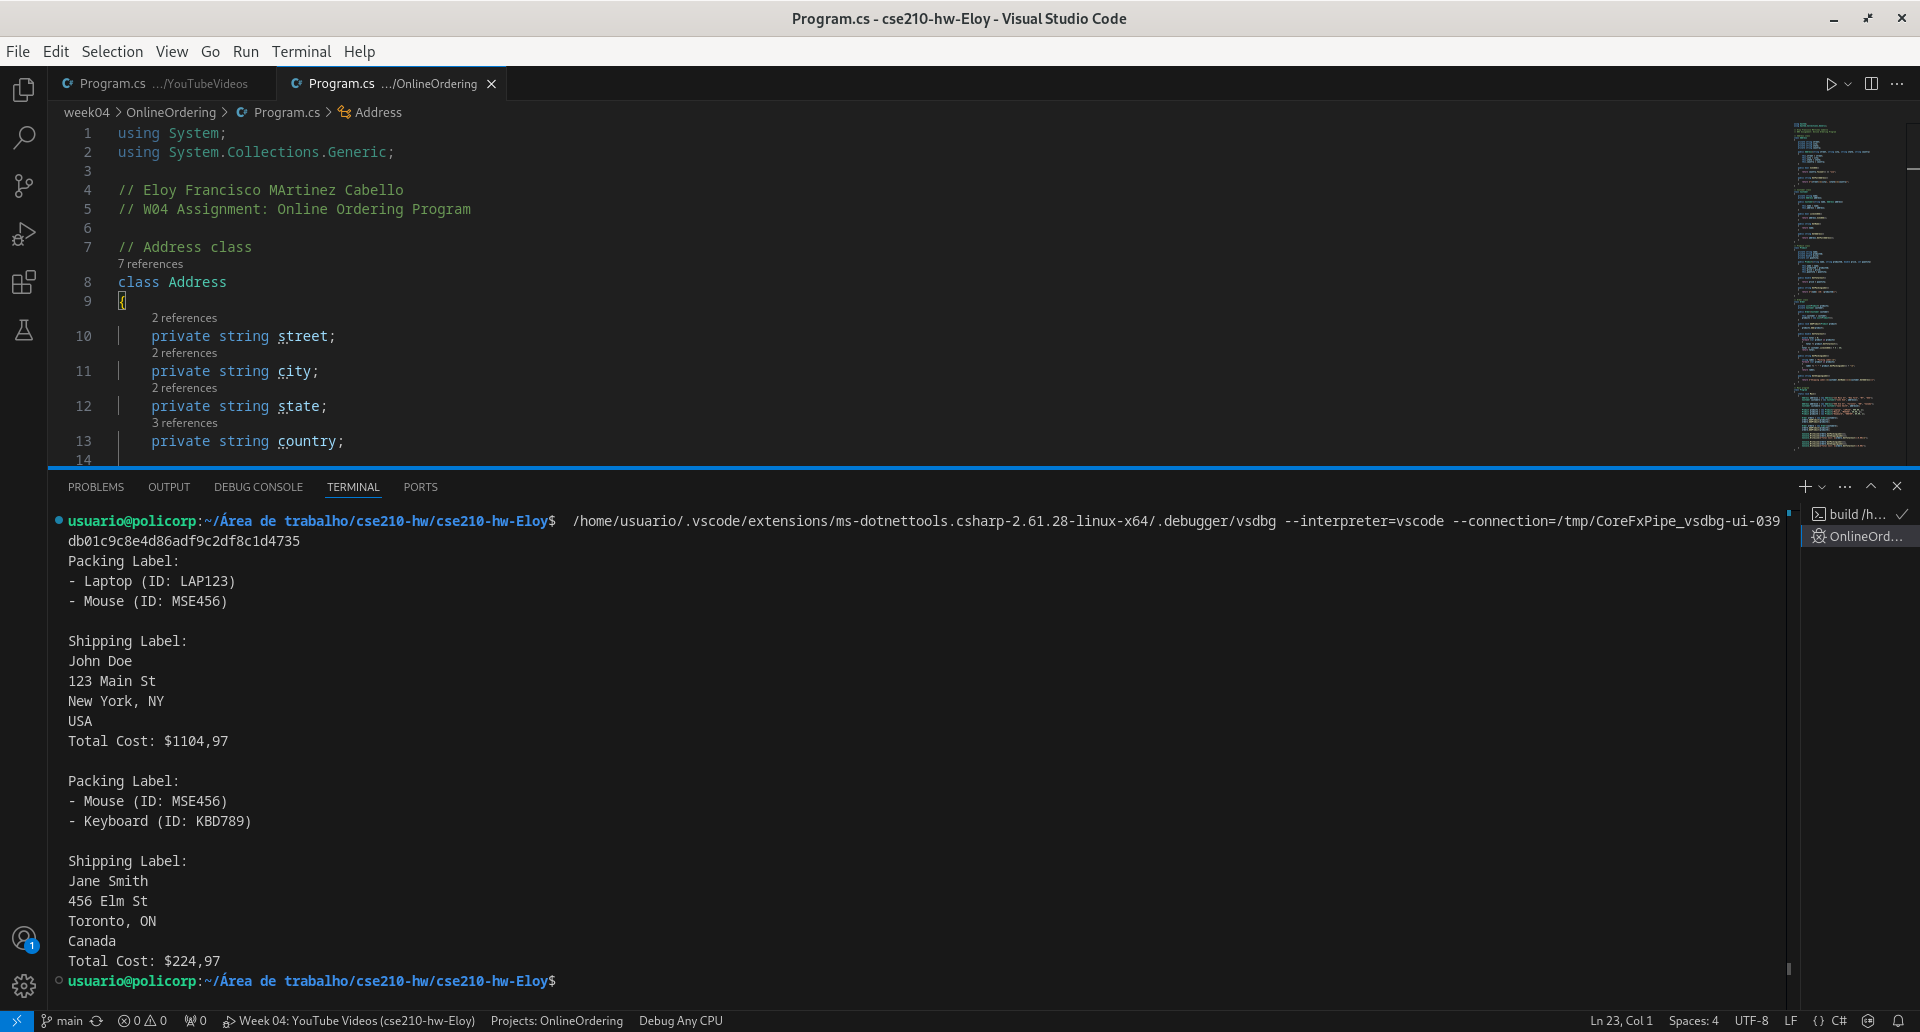 Program.cs - cse210-hw-Eloy - Visual Studio Code
File Edit Selection View Go Run Terminal Help
Program.cs .../YouTubeVideos Program.cs .../OnlineOrdering
week04 > OnlineOrdering > Program.cs > Address
1 using System;
2 using System.Collections.Generic;
3
4 // Eloy Francisco MArtinez Cabello
5 // W04 Assignment: Online Ordering Program
6
7 // Address class
7 references
8 class Address
9 {
2 references
10 private string street;
2 references
11 private string city;
2 references
12 private string state;
3 references
13 private string country;
14
PROBLEMS OUTPUT DEBUG CONSOLE TERMINAL PORTS
build /h...
OnlineOrd...
usuario@policorp:~/Área de trabalho/cse210-hw/cse210-hw-Eloy$ /home/usuario/.vscode/extensions/ms-dotnettools.csharp-2.61.28-linux-x64/.debugger/vsdbg --interpreter=vscode --connection=/tmp/CoreFxPipe_vsdbg-ui-039
db01c9c8e4d86adf9c2df8c1d4735
Packing Label:
- Laptop (ID: LAP123)
- Mouse (ID: MSE456)
Shipping Label:
John Doe
123 Main St
New York, NY
USA
Total Cost: $1104,97
Packing Label:
- Mouse (ID: MSE456)
- Keyboard (ID: KBD789)
Shipping Label:
Jane Smith
456 Elm St
Toronto, ON
Canada
Total Cost: $224,97
usuario@policorp:~/Área de trabalho/cse210-hw/cse210-hw-Eloy$
1
main 0 0 0 Week 04: YouTube Videos (cse210-hw-Eloy) Projects: OnlineOrdering Debug Any CPU Ln 23, Col 1 Spaces: 4 UTF-8 LF {} C#